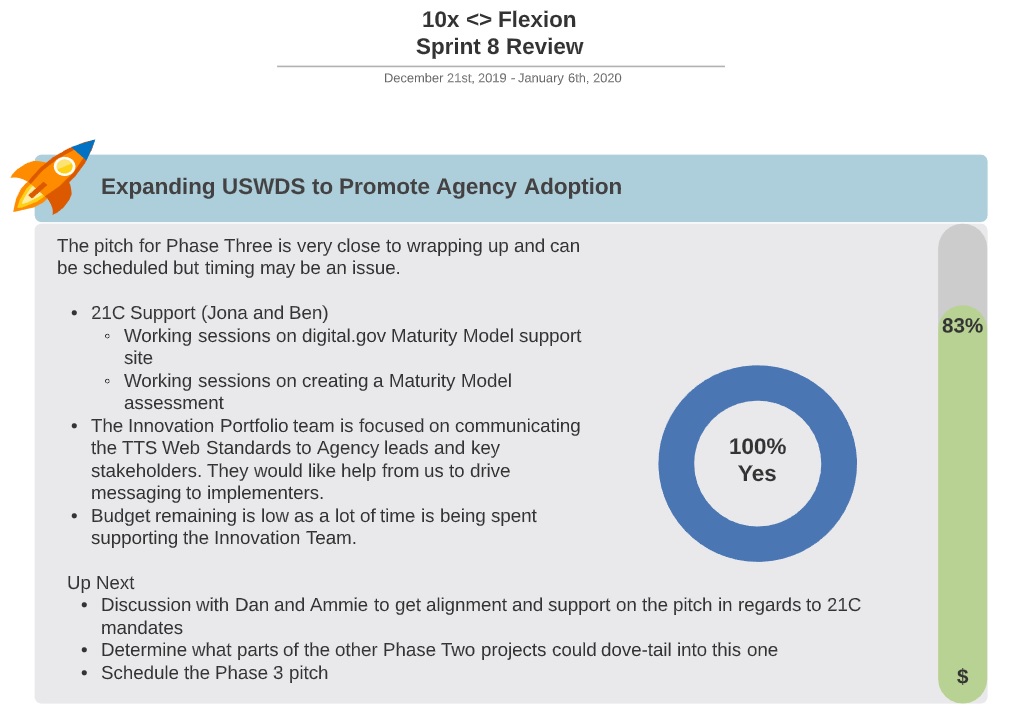 10x <> Flexion
Sprint 8 Review
December 21st, 2019 - January 6th, 2020
Expanding USWDS to Promote Agency Adoption
The pitch for Phase Three is very close to wrapping up and can
be scheduled but timing may be an issue.
• 21C Support (Jona and Ben)
◦ Working sessions on digital.gov Maturity Model support
site
◦ Working sessions on creating a Maturity Model
assessment
• The Innovation Portfolio team is focused on communicating
the TTS Web Standards to Agency leads and key
stakeholders. They would like help from us to drive
messaging to implementers.
• Budget remaining is low as a lot of time is being spent
supporting the Innovation Team.
100%
Yes
83%
$
Up Next
• Discussion with Dan and Ammie to get alignment and support on the pitch in regards to 21C
mandates
• Determine what parts of the other Phase Two projects could dove-tail into this one
• Schedule the Phase 3 pitch